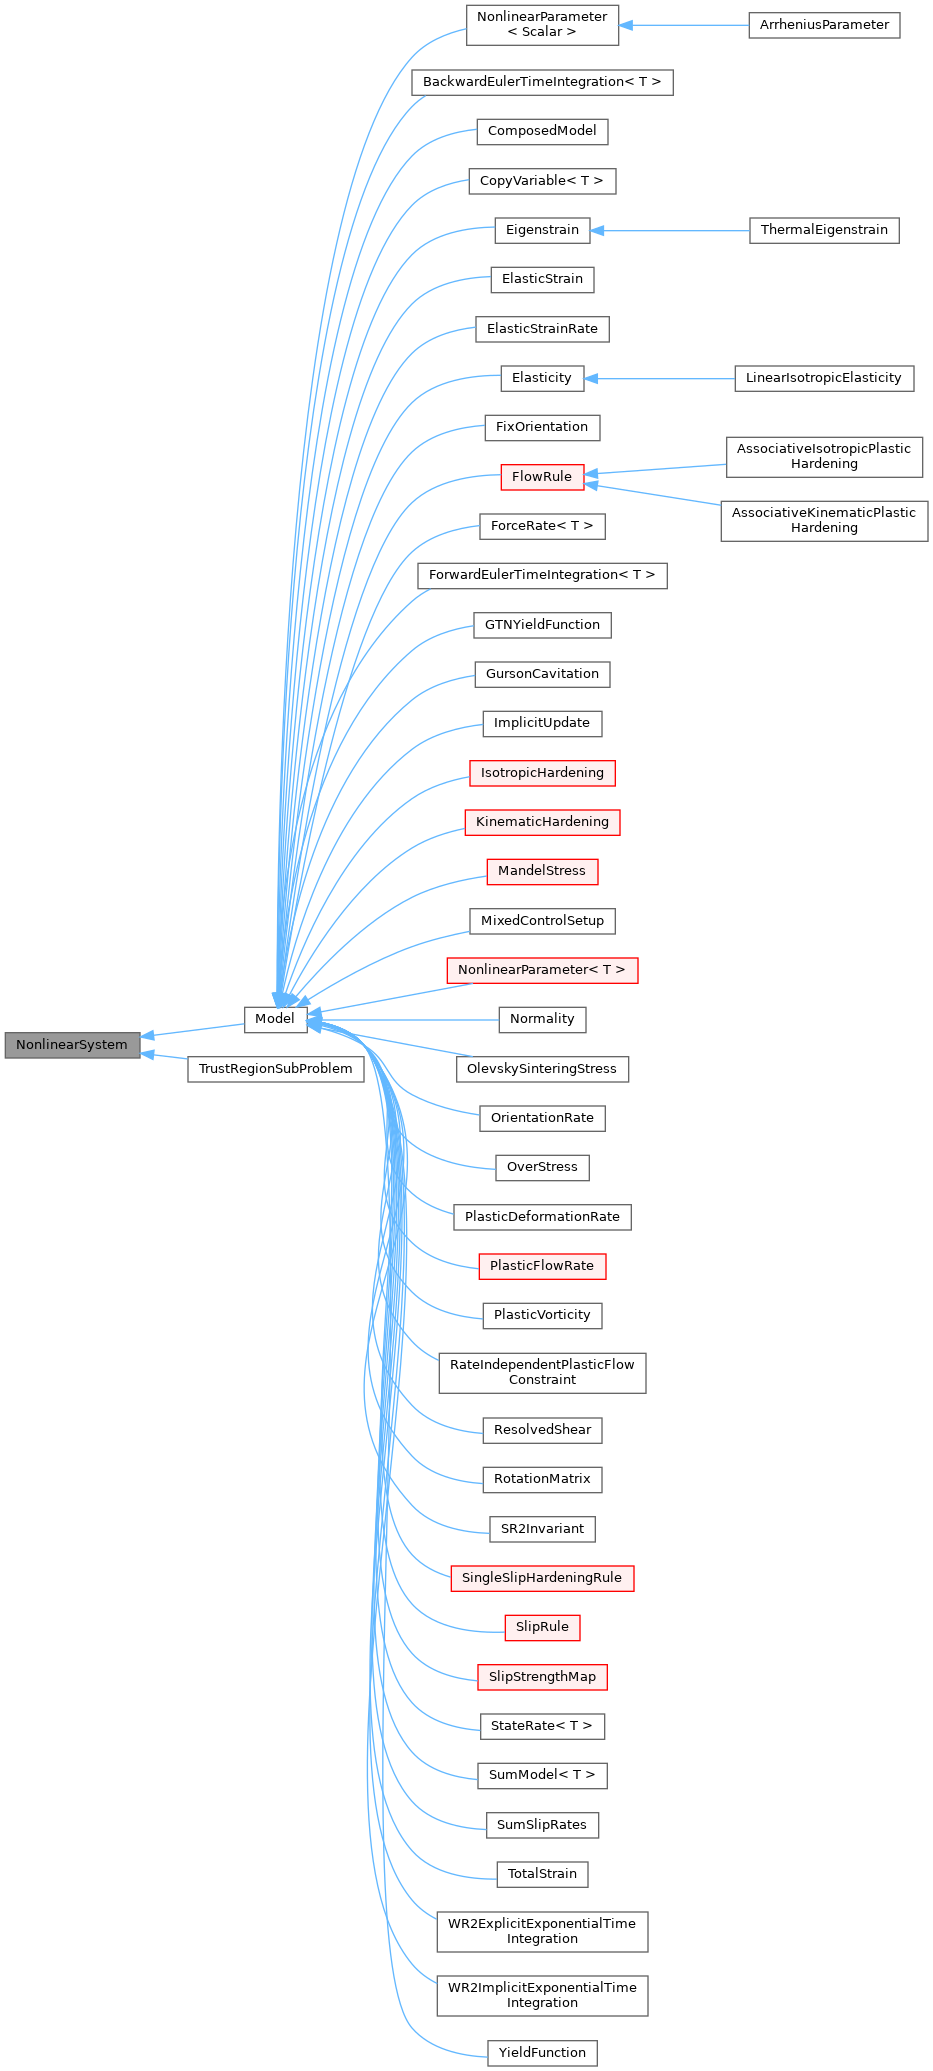 NonlinearParameter
< Scalar >
ArrheniusParameter
BackwardEulerTimeIntegration< T >
ComposedModel
CopyVariable< T >
Eigenstrain
ThermalEigenstrain
ElasticStrain
ElasticStrainRate
Elasticity
LinearIsotropicElasticity
FixOrientation
FlowRule
AssociativeIsotropicPlastic
Hardening
AssociativeKinematicPlastic
Hardening
ForceRate< T >
ForwardEulerTimeIntegration< T >
GTNYieldFunction
GursonCavitation
ImplicitUpdate
IsotropicHardening
KinematicHardening
MandelStress
MixedControlSetup
NonlinearParameter< T >
Model
Normality
NonlinearSystem
TrustRegionSubProblem
OlevskySinteringStress
OrientationRate
OverStress
PlasticDeformationRate
PlasticFlowRate
PlasticVorticity
RateIndependentPlasticFlow
Constraint
ResolvedShear
RotationMatrix
SR2Invariant
SingleSlipHardeningRule
SlipRule
SlipStrengthMap
StateRate< T >
SumModel< T >
SumSlipRates
TotalStrain
WR2ExplicitExponentialTime
Integration
WR2ImplicitExponentialTime
Integration
YieldFunction